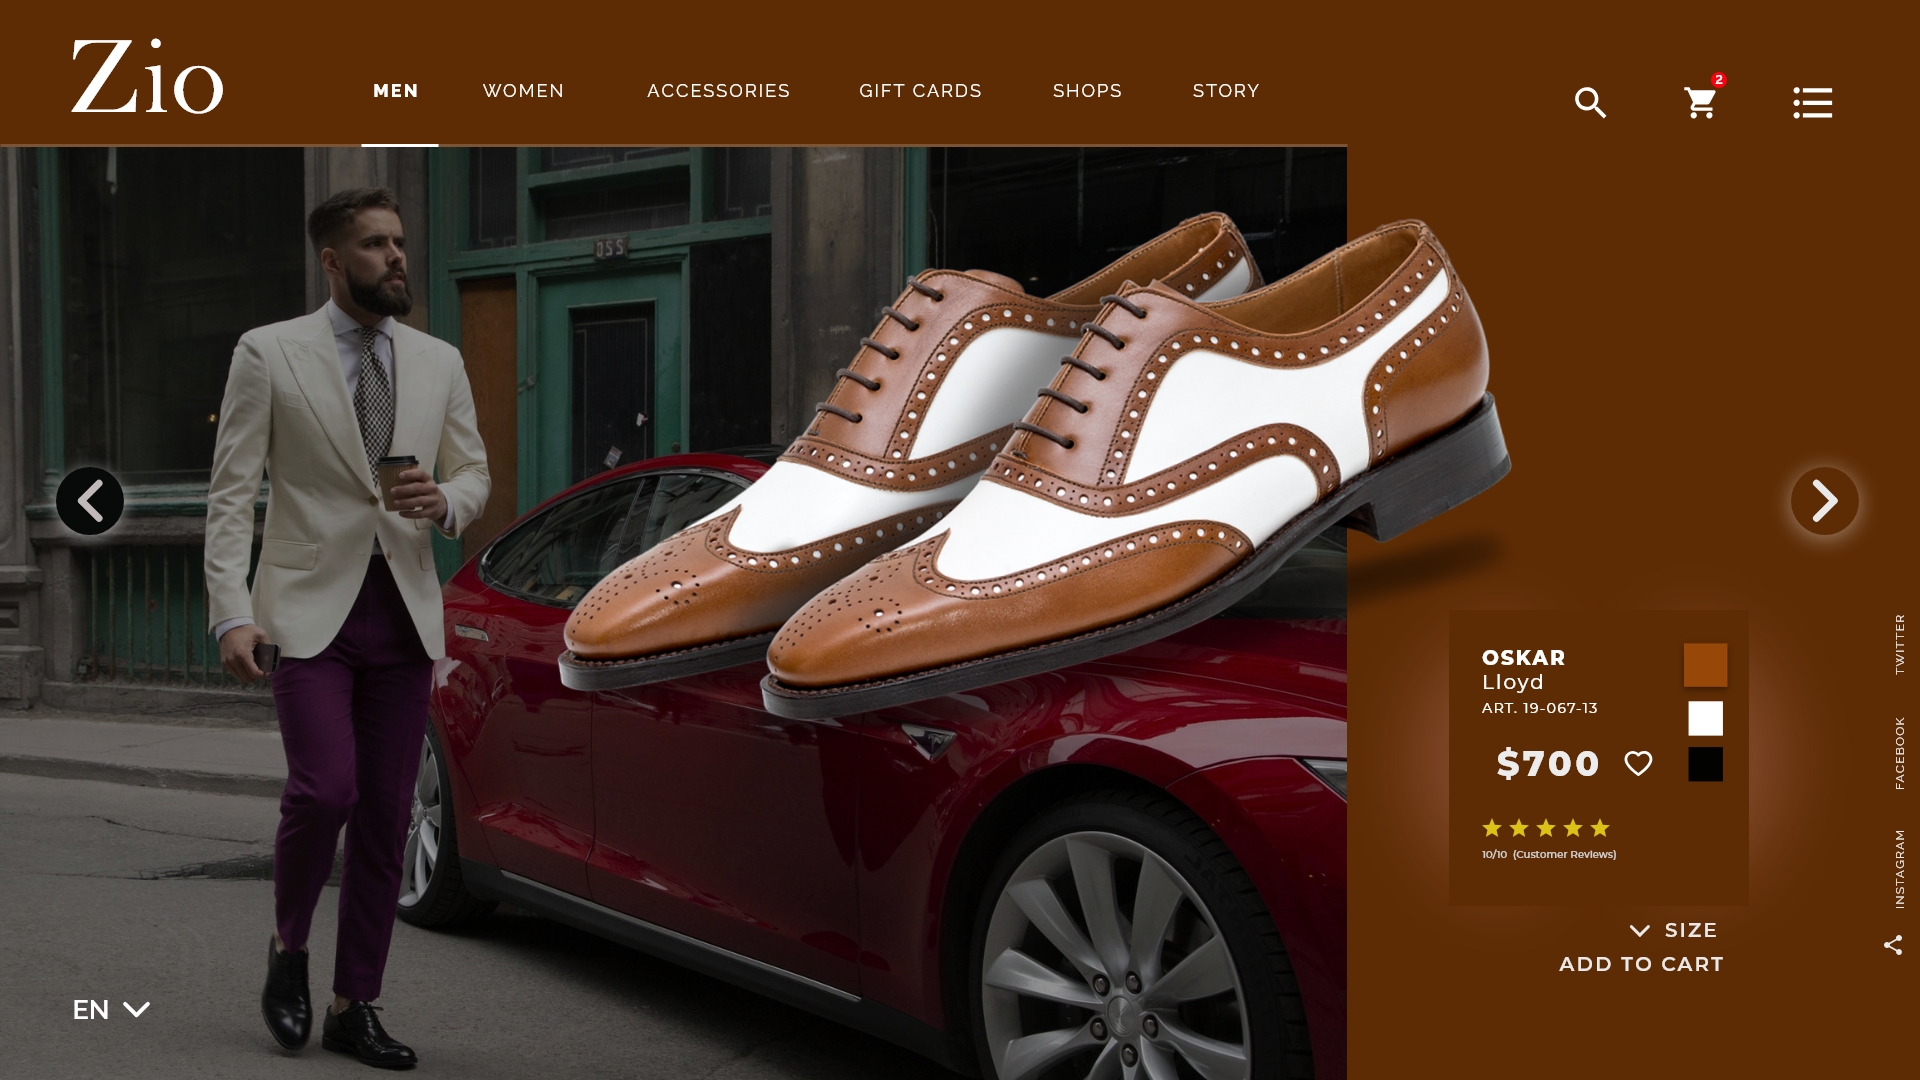 Zio
MEN WOMEN ACCESSORIES GIFT CARDS SHOPS STORY
2
055
OSKAR
Lloyd
ART. 19-067-13
$700
10/10 (Customer Reviews)
SIZE
ADD TO CART
TWITTER
FACEBOOK
INSTAGRAM
EN